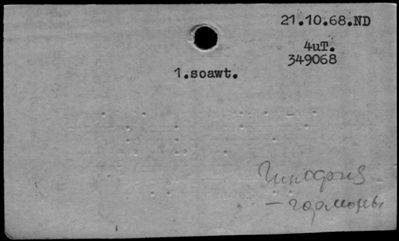 21.10.68.ND
4uT.
349068
1.soawt.
Гипофиз
– гормоны